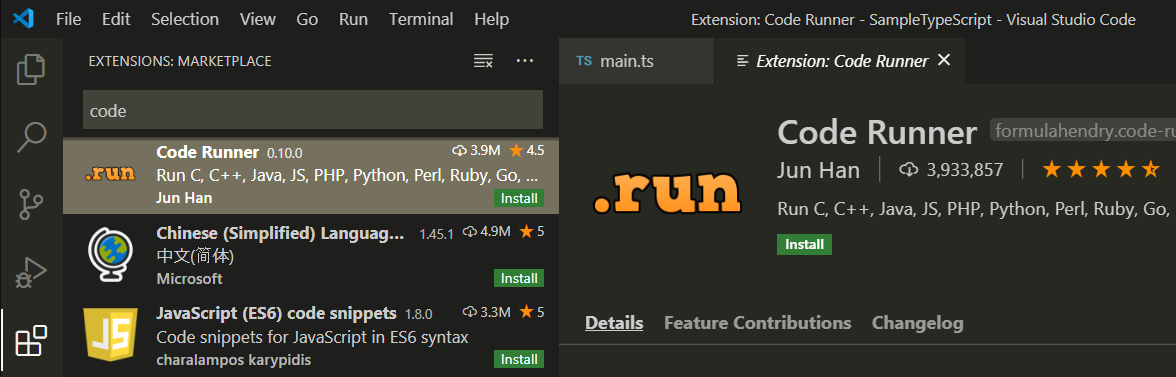 File Edit Selection View Go Run Terminal Help Extension: Code Runner - SampleTypeScript - Visual Studio Code
EXTENSIONS: MARKETPLACE ...
code
.run
Code Runner 0.10.0 3.9M ★ 4.5
Run C, C++, Java, JS, PHP, Python, Perl, Ruby, Go, ...
Jun Han Install
Chinese (Simplified) Languag... 1.45.1 4.9M ★ 5
中文(简体)
Microsoft Install
JS
JavaScript (ES6) code snippets 1.8.0 3.3M ★ 5
Code snippets for JavaScript in ES6 syntax
charalampos karypidis Install
TS main.ts Extension: Code Runner ×
.run
Code Runner formulahendry.code-ru
Jun Han | 3,933,857 |
Run C, C++, Java, JS, PHP, Python, Perl, Ruby, Go,
Install
Details Feature Contributions Changelog